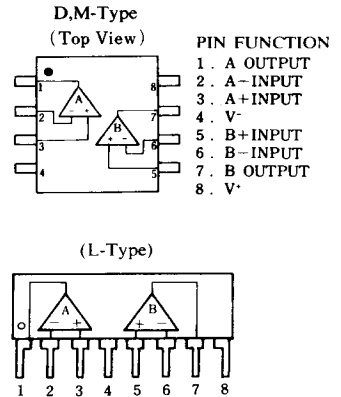 D,M-Type
(Top View)
PIN FUNCTION
1. A OUTPUT
2. A-INPUT
3. A+INPUT
4. V-
5. B+INPUT
6. B-INPUT
7. B OUTPUT
8. V+
1 8
A
- +
2 7
B
+ -
3 6
4 5
(L-Type)
A B
- + + -
1 2 3 4 5 6 7 8